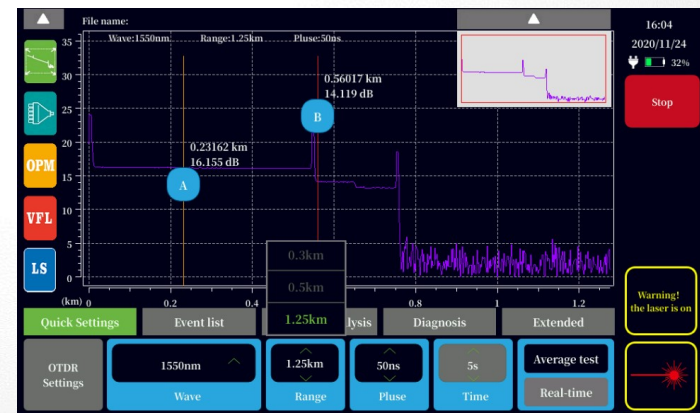 File name:
Wave:1550nm Range:1.25km Pluse:50ns
16:04
2020/11/24
32%
Stop
35
30
25
20
15
10
5
0
0.56017 km
14.119 dB
B
0.23162 km
16.155 dB
A
OPM
VFL
LS
(km) 0 0.2 0.4 0.8 1 1.2
0.3km
0.5km
1.25km
Quick Settings Event list lysis Diagnosis Extended
Warning!
the laser is on
OTDR
Settings
1550nm
Wave
1.25km
Range
50ns
Pluse
5s
Time
Average test
Real-time